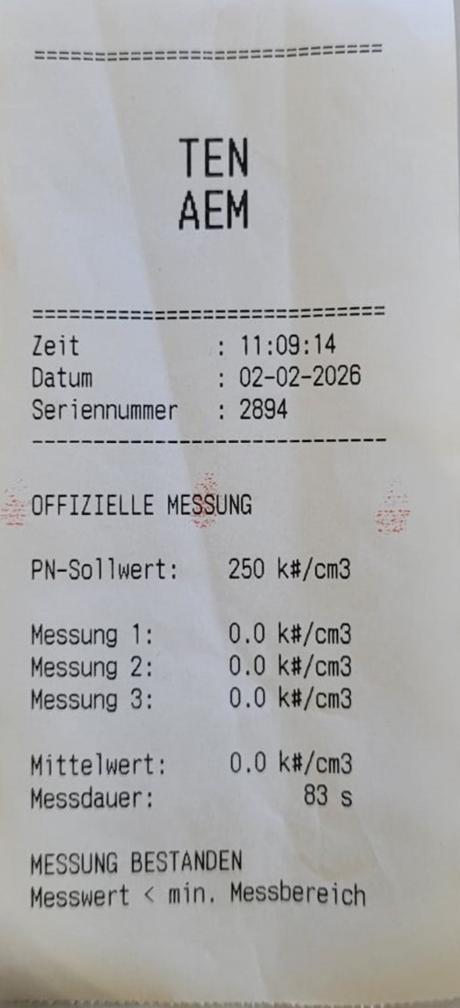 ==============================
TEN
AEM
==============================
Zeit : 11:09:14
Datum : 02-02-2026
Seriennummer : 2894
------------------------------
OFFIZIELLE MESSUNG
PN-Sollwert: 250 k#/cm3
Messung 1: 0.0 k#/cm3
Messung 2: 0.0 k#/cm3
Messung 3: 0.0 k#/cm3
Mittelwert: 0.0 k#/cm3
Messdauer: 83 s
MESSUNG BESTANDEN
Messwert < min. Messbereich